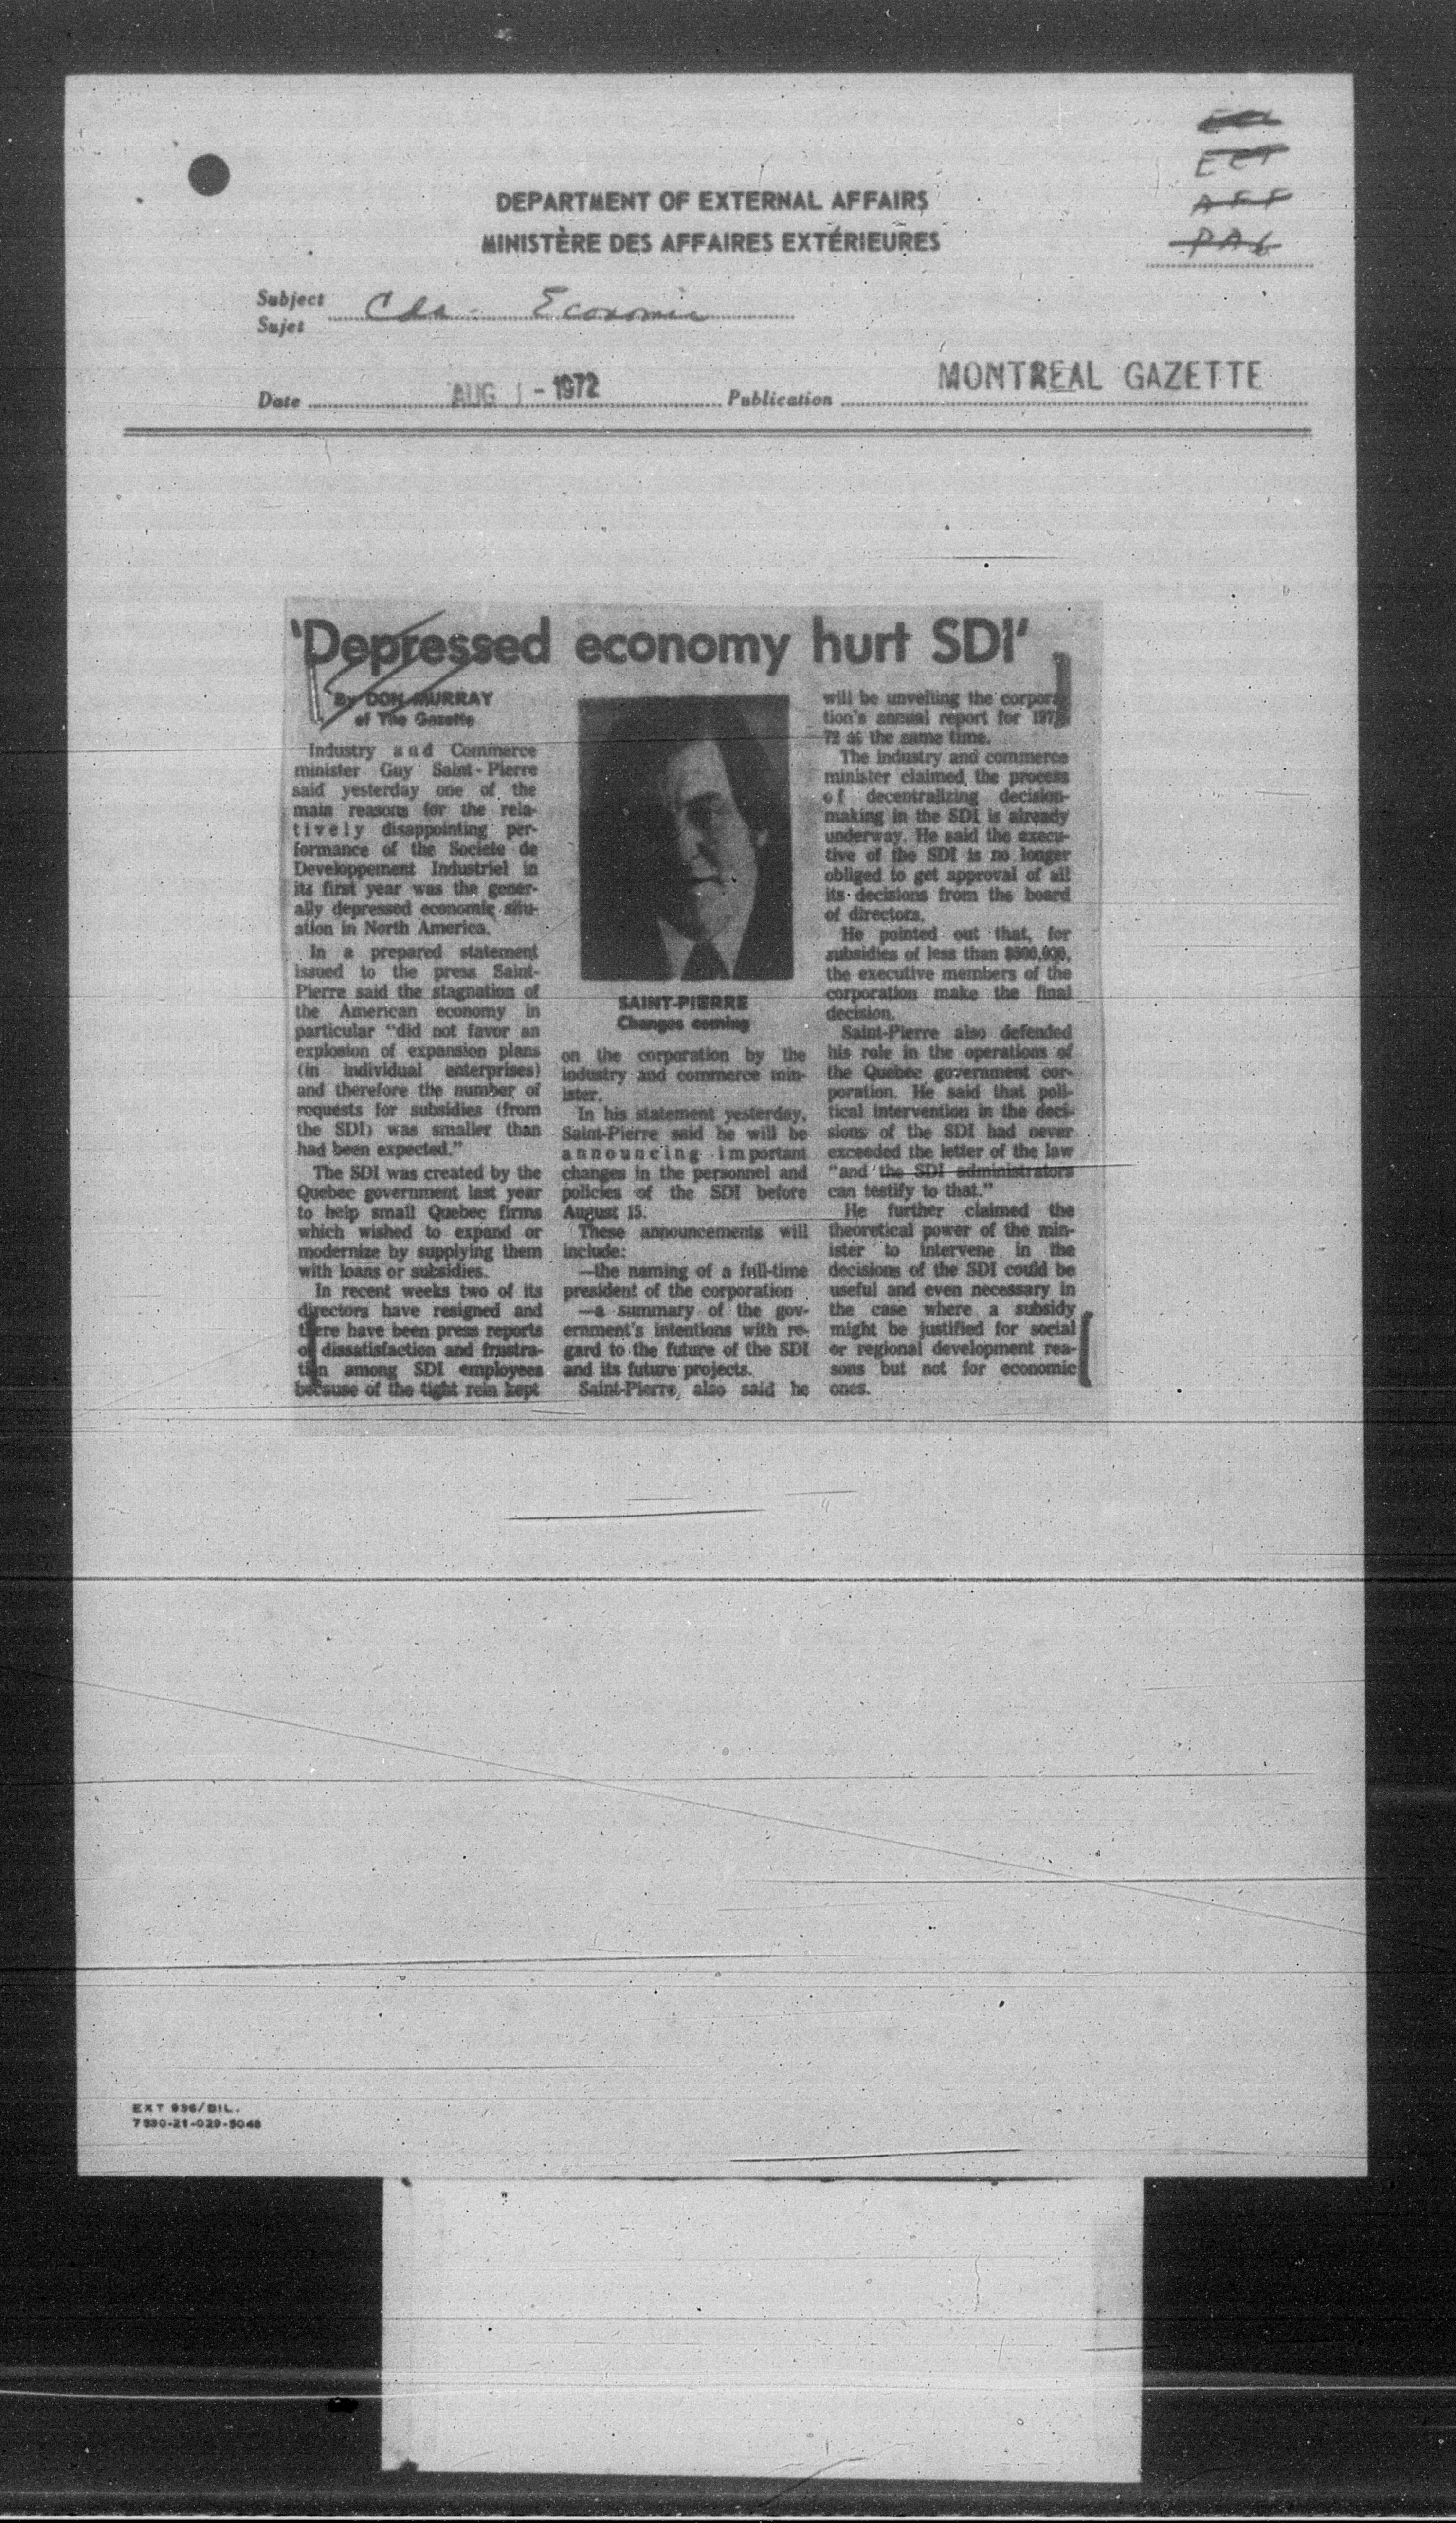 ECT
AFF
PAG
DEPARTMENT OF EXTERNAL AFFAIRS
MINISTÈRE DES AFFAIRES EXTÉRIEURES
Subject
Sujet
Cda - Economic
Date AUG 1 - 1972 Publication MONTREAL GAZETTE
'Depressed economy hurt SDI'
By DON MURRAY
of The Gazette
Industry and Commerce
minister Guy Saint-Pierre
said yesterday one of the
main reasons for the rela-
tively disappointing per-
formance of the Societe de
Developpement Industriel in
its first year was the gener-
ally depressed economic situ-
ation in North America.
In a prepared statement
issued to the press Saint-
Pierre said the stagnation of
the American economy in
particular "did not favor an
explosion of expansion plans
(in individual enterprises)
and therefore the number of
requests for subsidies (from
the SDI) was smaller than
had been expected."
The SDI was created by the
Quebec government last year
to help small Quebec firms
which wished to expand or
modernize by supplying them
with loans or subsidies.
In recent weeks two of its
directors have resigned and
there have been press reports
of dissatisfaction and frustra-
tion among SDI employees
because of the tight rein kept
SAINT-PIERRE
Changes coming
on the corporation by the
industry and commerce min-
ister.
In his statement yesterday,
Saint-Pierre said he will be
announcing important
changes in the personnel and
policies of the SDI before
August 15.
These announcements will
include:
—the naming of a full-time
president of the corporation
—a summary of the gov-
ernment's intentions with re-
gard to the future of the SDI
and its future projects.
Saint-Pierre, also said he
will be unveiling the corpora-
tion's annual report for 1971-
72 at the same time.
The industry and commerce
minister claimed the process
of decentralizing decision-
making in the SDI is already
underway. He said the execu-
tive of the SDI is no longer
obliged to get approval of all
its decisions from the board
of directors.
He pointed out that, for
subsidies of less than $500,000,
the executive members of the
corporation make the final
decision.
Saint-Pierre also defended
his role in the operations of
the Quebec government cor-
poration. He said that poli-
tical intervention in the deci-
sions of the SDI had never
exceeded the letter of the law
"and the SDI administrators
can testify to that."
He further claimed the
theoretical power of the min-
ister to intervene in the
decisions of the SDI could be
useful and even necessary in
the case where a subsidy
might be justified for social
or regional development rea-
sons but not for economic
ones.
EXT 936/BIL.
7530-21-029-5048